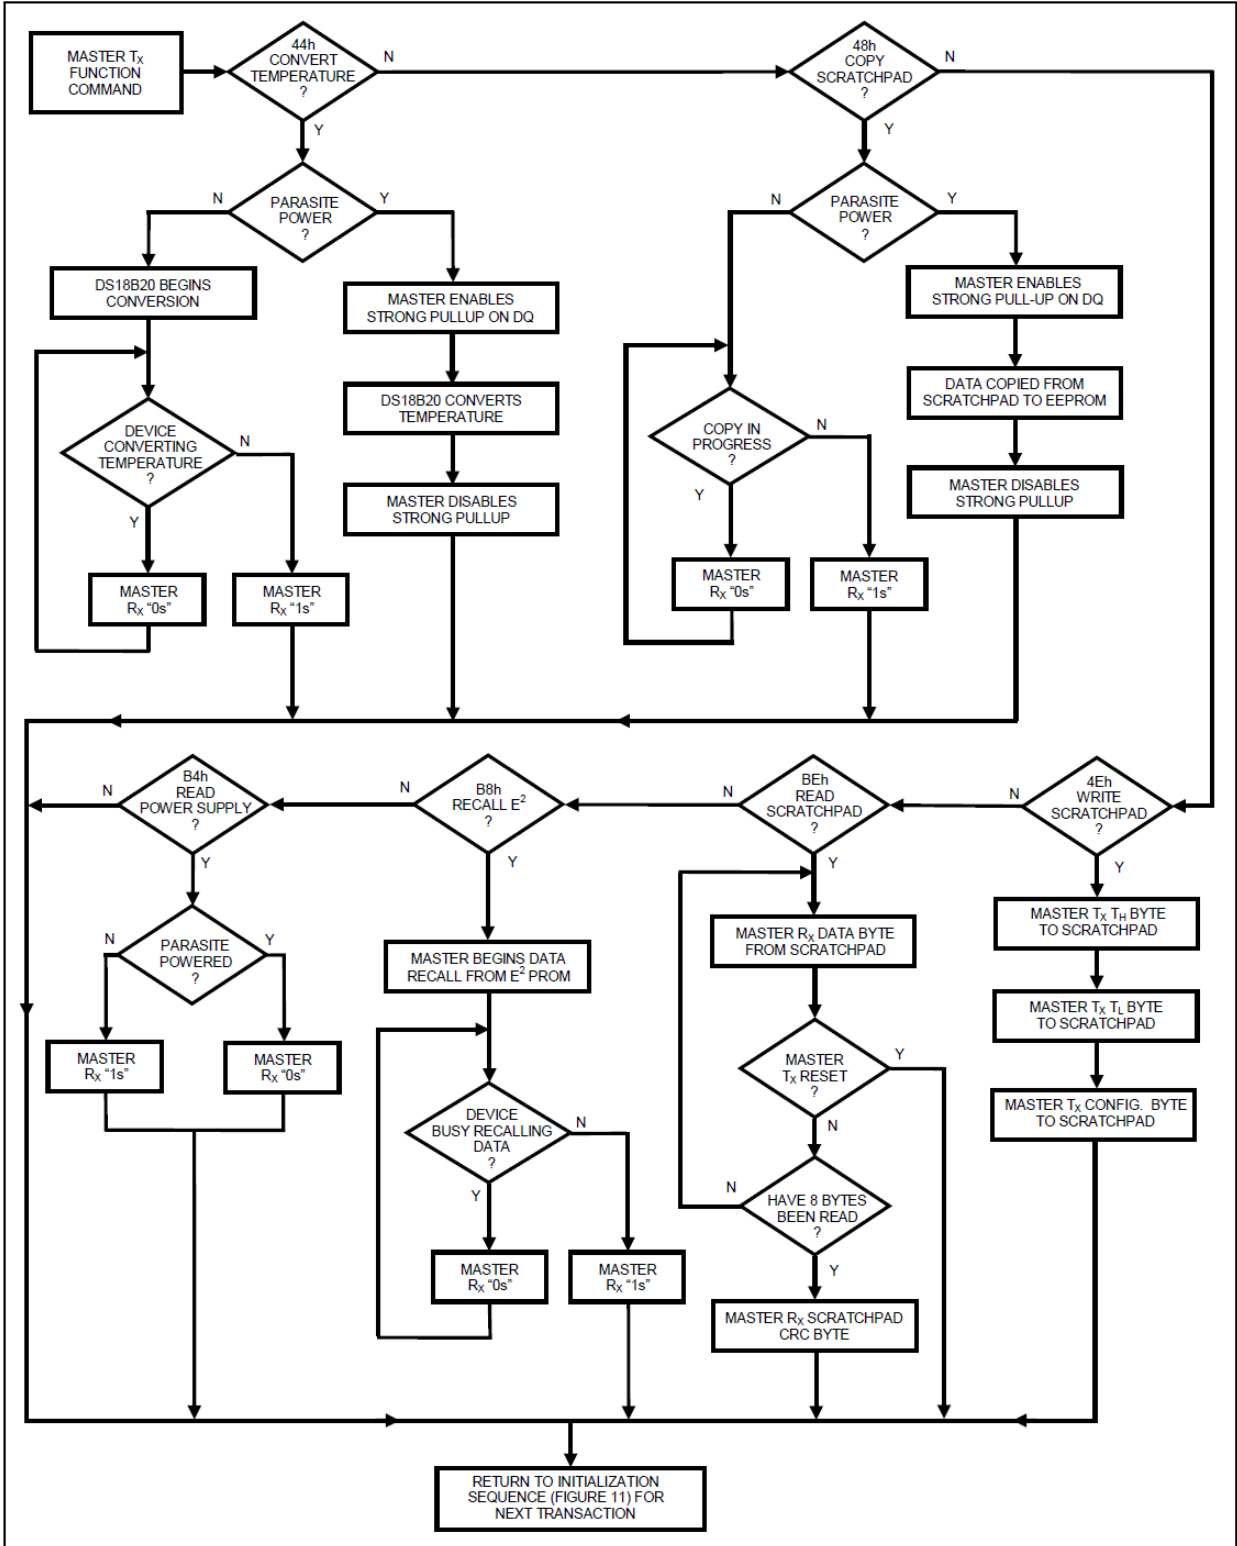 MASTER TX
FUNCTION
COMMAND
44h
CONVERT
TEMPERATURE
?
N
Y
48h
COPY
SCRATCHPAD
?
N
Y
PARASITE
POWER
?
N
Y
DS18B20 BEGINS
CONVERSION
MASTER ENABLES
STRONG PULLUP ON DQ
DS18B20 CONVERTS
TEMPERATURE
MASTER DISABLES
STRONG PULLUP
DEVICE
CONVERTING
TEMPERATURE
?
N
Y
MASTER
RX “0s”
MASTER
RX “1s”
PARASITE
POWER
?
N
Y
MASTER ENABLES
STRONG PULL-UP ON DQ
DATA COPIED FROM
SCRATCHPAD TO EEPROM
MASTER DISABLES
STRONG PULLUP
COPY IN
PROGRESS
?
N
Y
MASTER
RX “0s”
MASTER
RX “1s”
B4h
READ
POWER SUPPLY
?
N
Y
PARASITE
POWERED
?
N
Y
MASTER
RX “1s”
MASTER
RX “0s”
B8h
RECALL E2
?
N
Y
MASTER BEGINS DATA
RECALL FROM E2 PROM
DEVICE
BUSY RECALLING
DATA
?
N
Y
MASTER
RX “0s”
MASTER
RX “1s”
BEh
READ
SCRATCHPAD
?
N
Y
MASTER RX DATA BYTE
FROM SCRATCHPAD
MASTER
TX RESET
?
Y
N
HAVE 8 BYTES
BEEN READ
?
N
Y
MASTER RX SCRATCHPAD
CRC BYTE
4Eh
WRITE
SCRATCHPAD
?
N
Y
MASTER TX TH BYTE
TO SCRATCHPAD
MASTER TX TL BYTE
TO SCRATCHPAD
MASTER TX CONFIG. BYTE
TO SCRATCHPAD
RETURN TO INITIALIZATION
SEQUENCE (FIGURE 11) FOR
NEXT TRANSACTION